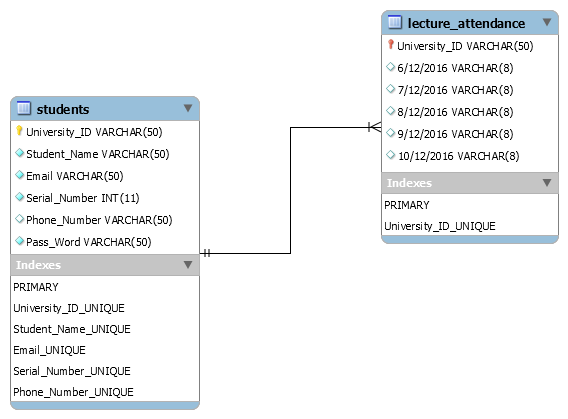 students
University_ID VARCHAR(50)
Student_Name VARCHAR(50)
Email VARCHAR(50)
Serial_Number INT(11)
Phone_Number VARCHAR(50)
Pass_Word VARCHAR(50)
Indexes
PRIMARY
University_ID_UNIQUE
Student_Name_UNIQUE
Email_UNIQUE
Serial_Number_UNIQUE
Phone_Number_UNIQUE
lecture_attendance
University_ID VARCHAR(50)
6/12/2016 VARCHAR(8)
7/12/2016 VARCHAR(8)
8/12/2016 VARCHAR(8)
9/12/2016 VARCHAR(8)
10/12/2016 VARCHAR(8)
Indexes
PRIMARY
University_ID_UNIQUE